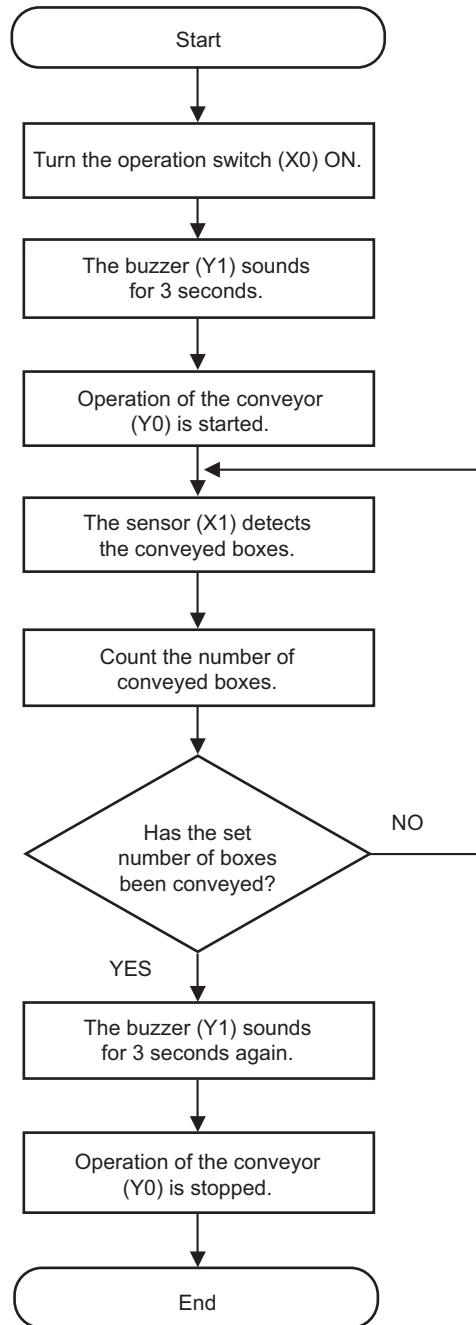 Start
Turn the operation switch (X0) ON.
The buzzer (Y1) sounds
for 3 seconds.
Operation of the conveyor
(Y0) is started.
The sensor (X1) detects
the conveyed boxes.
Count the number of
conveyed boxes.
Has the set
number of boxes
been conveyed?
NO
YES
The buzzer (Y1) sounds
for 3 seconds again.
Operation of the conveyor
(Y0) is stopped.
End